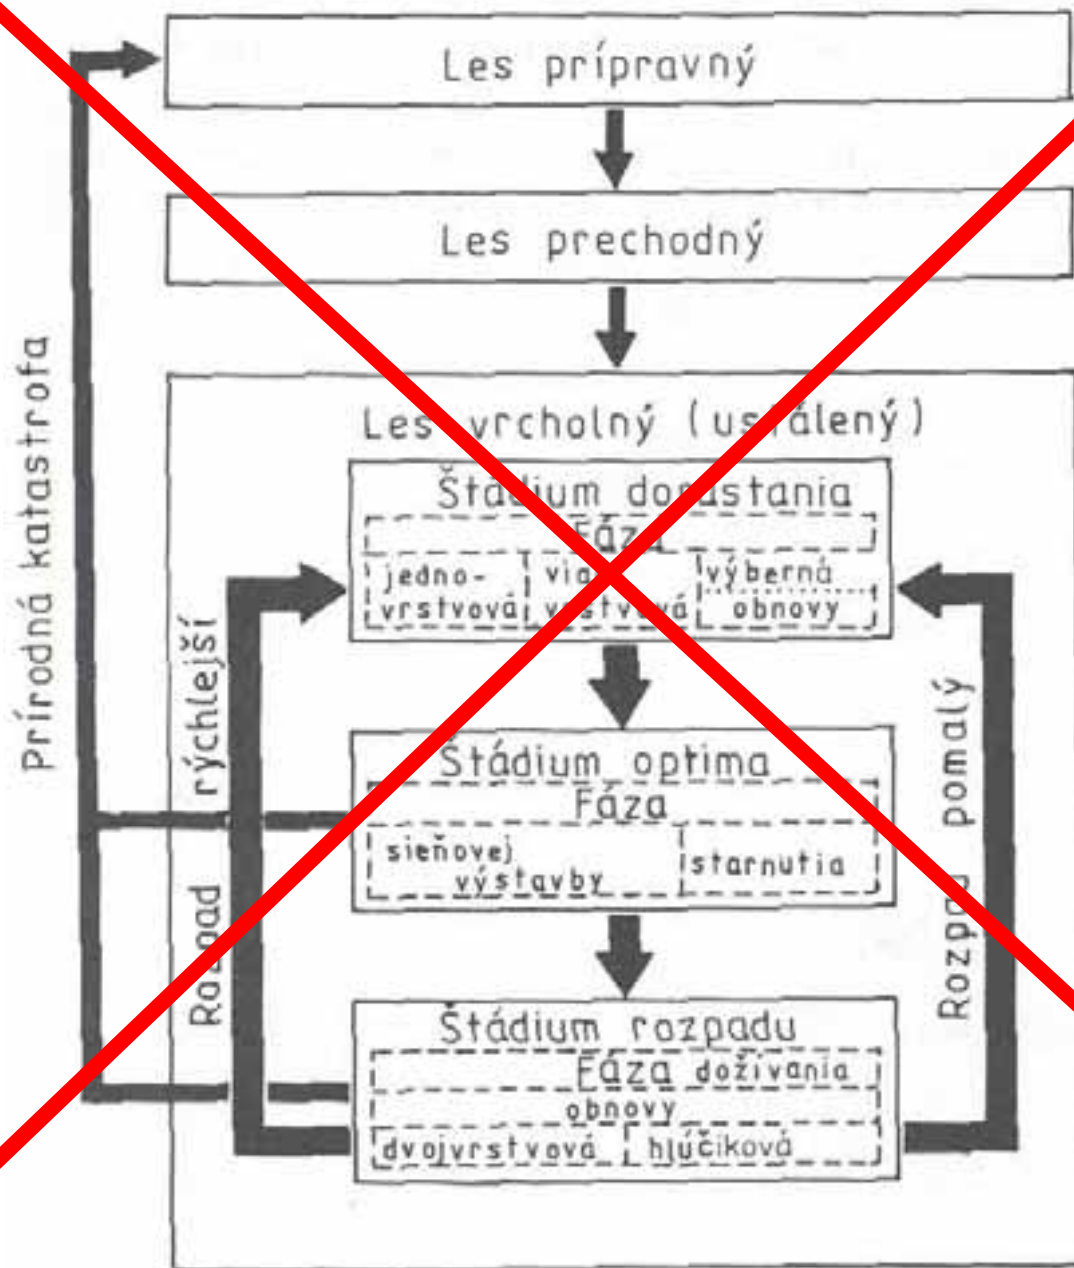 Les prípravný
Les prechodný
Les vrcholný (ustálený)
Štádium dorastania
Fáza
jedno-
vrstvová
via
vrstvová
výberná
obnovy
Štádium optima
Fáza
sieňovej
výstavby
starnutia
Štádium rozpadu
Fáza dožívania
obnovy
dvojvrstvová
hlúčiková
Prírodná katastrofa
Rozpad rýchlejší
Rozpad pomalý